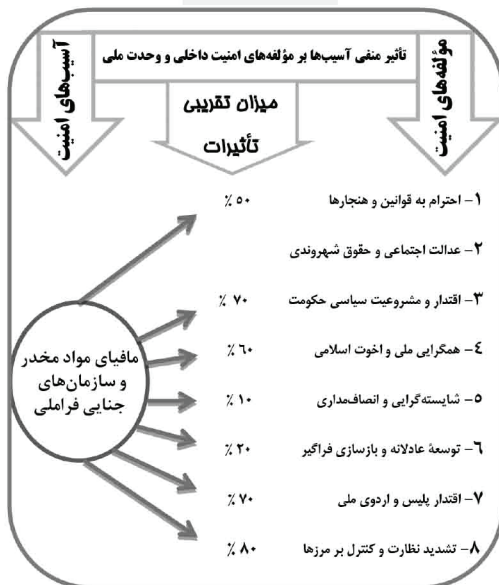 مؤلفه‌های امنیت
تأثیر منفی آسیب‌ها بر مؤلفه‌های امنیت داخلی و وحدت ملی
آسیب‌های امنیت
میزان تقریبی
تأثیرات
۱- احترام به قوانین و هنجارها ۵۰ ٪
۲- عدالت اجتماعی و حقوق شهروندی
۳- اقتدار و مشروعیت سیاسی حکومت ۷۰ ٪
٤- همگرایی ملی و اخوت اسلامی ٦۰ ٪
۵- شایسته‌گرایی و انصاف‌مداری ۱۰ ٪
٦- توسعهٔ عادلانه و بازسازی فراگیر ۲۰ ٪
۷- اقتدار پلیس و اردوی ملی ۷۰ ٪
۸- تشدید نظارت و کنترل بر مرزها ۸۰ ٪
مافیای مواد مخدر
و سازمان‌های
جنایی فراملی